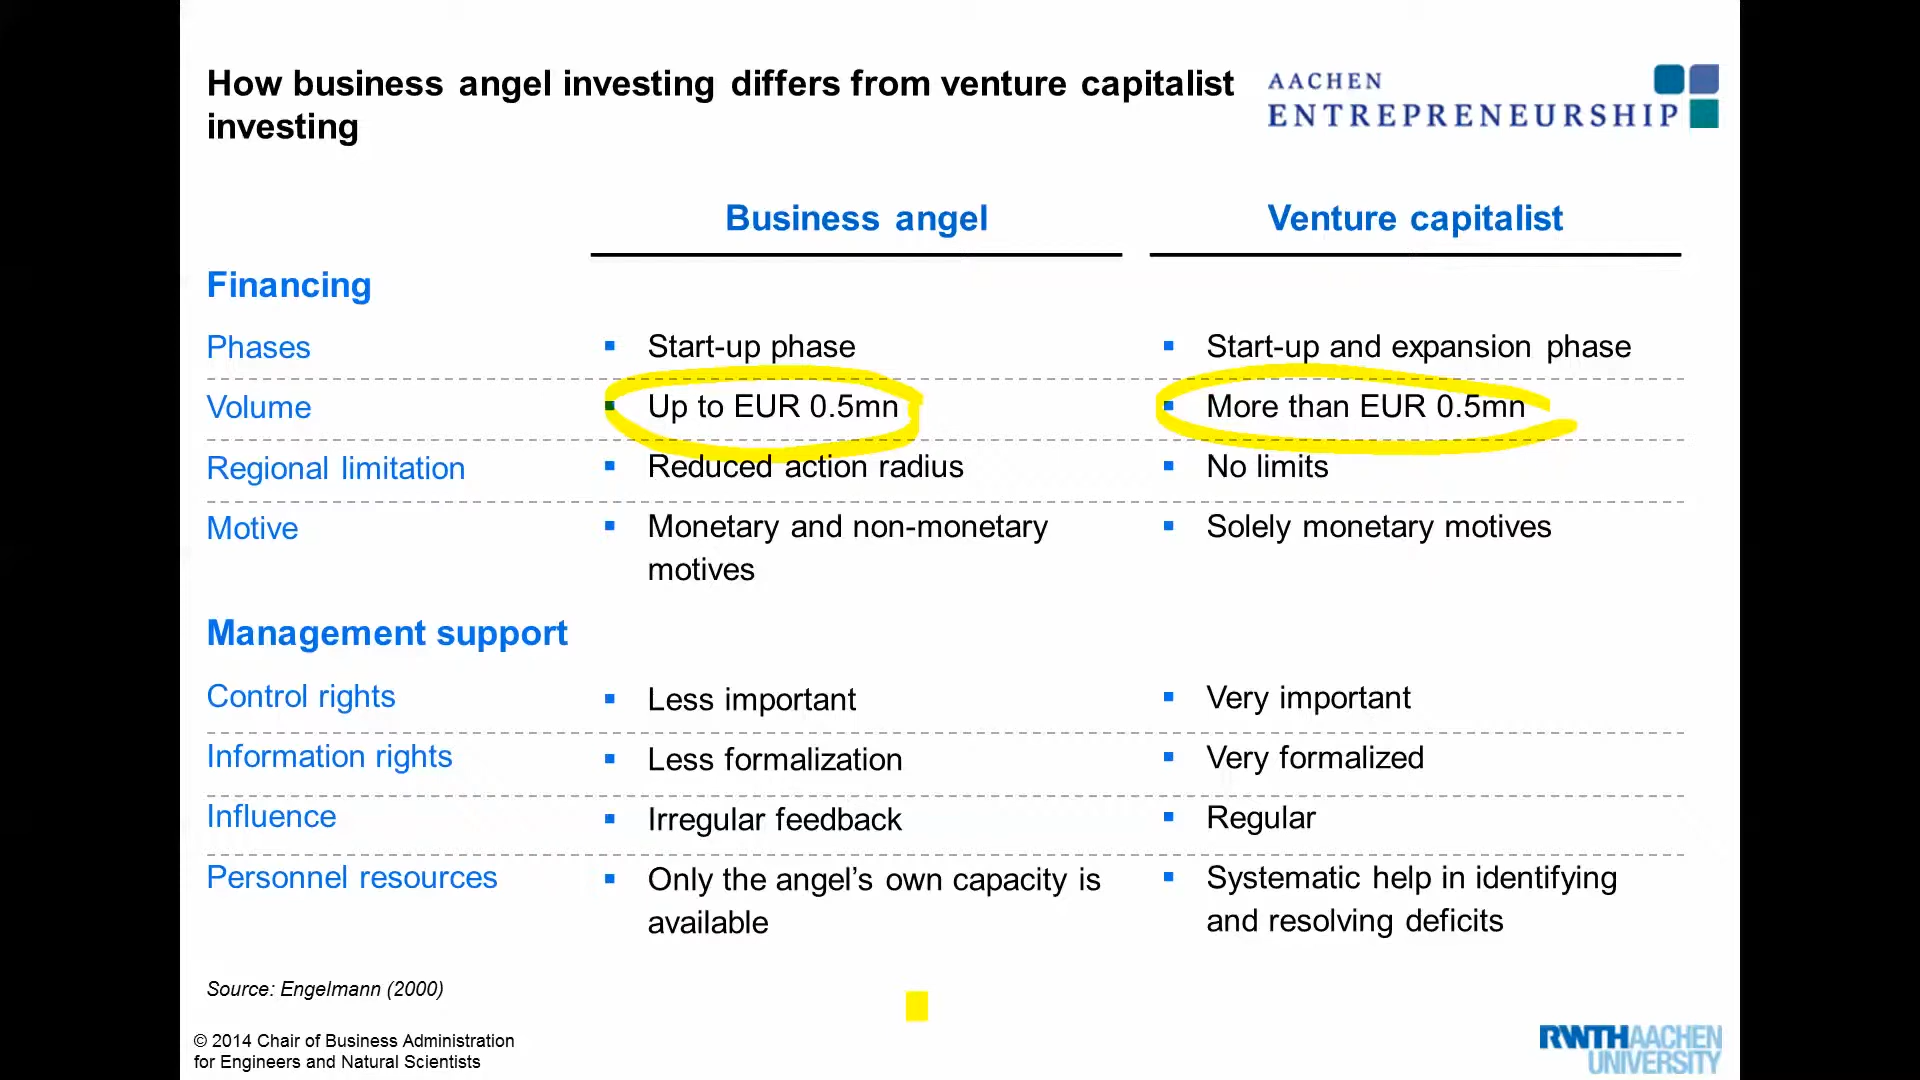 How business angel investing differs from venture capitalist
investing
AACHEN
ENTREPRENEURSHIP
Business angel
Venture capitalist
Financing
Phases
▪ Start-up phase
▪ Start-up and expansion phase
Volume
▪ Up to EUR 0.5mn
▪ More than EUR 0.5mn
Regional limitation
▪ Reduced action radius
▪ No limits
Motive
▪ Monetary and non-monetary
motives
▪ Solely monetary motives
Management support
Control rights
▪ Less important
▪ Very important
Information rights
▪ Less formalization
▪ Very formalized
Influence
▪ Irregular feedback
▪ Regular
Personnel resources
▪ Only the angel’s own capacity is
available
▪ Systematic help in identifying
and resolving deficits
Source: Engelmann (2000)
© 2014 Chair of Business Administration
for Engineers and Natural Scientists
RWTHAACHEN
UNIVERSITY